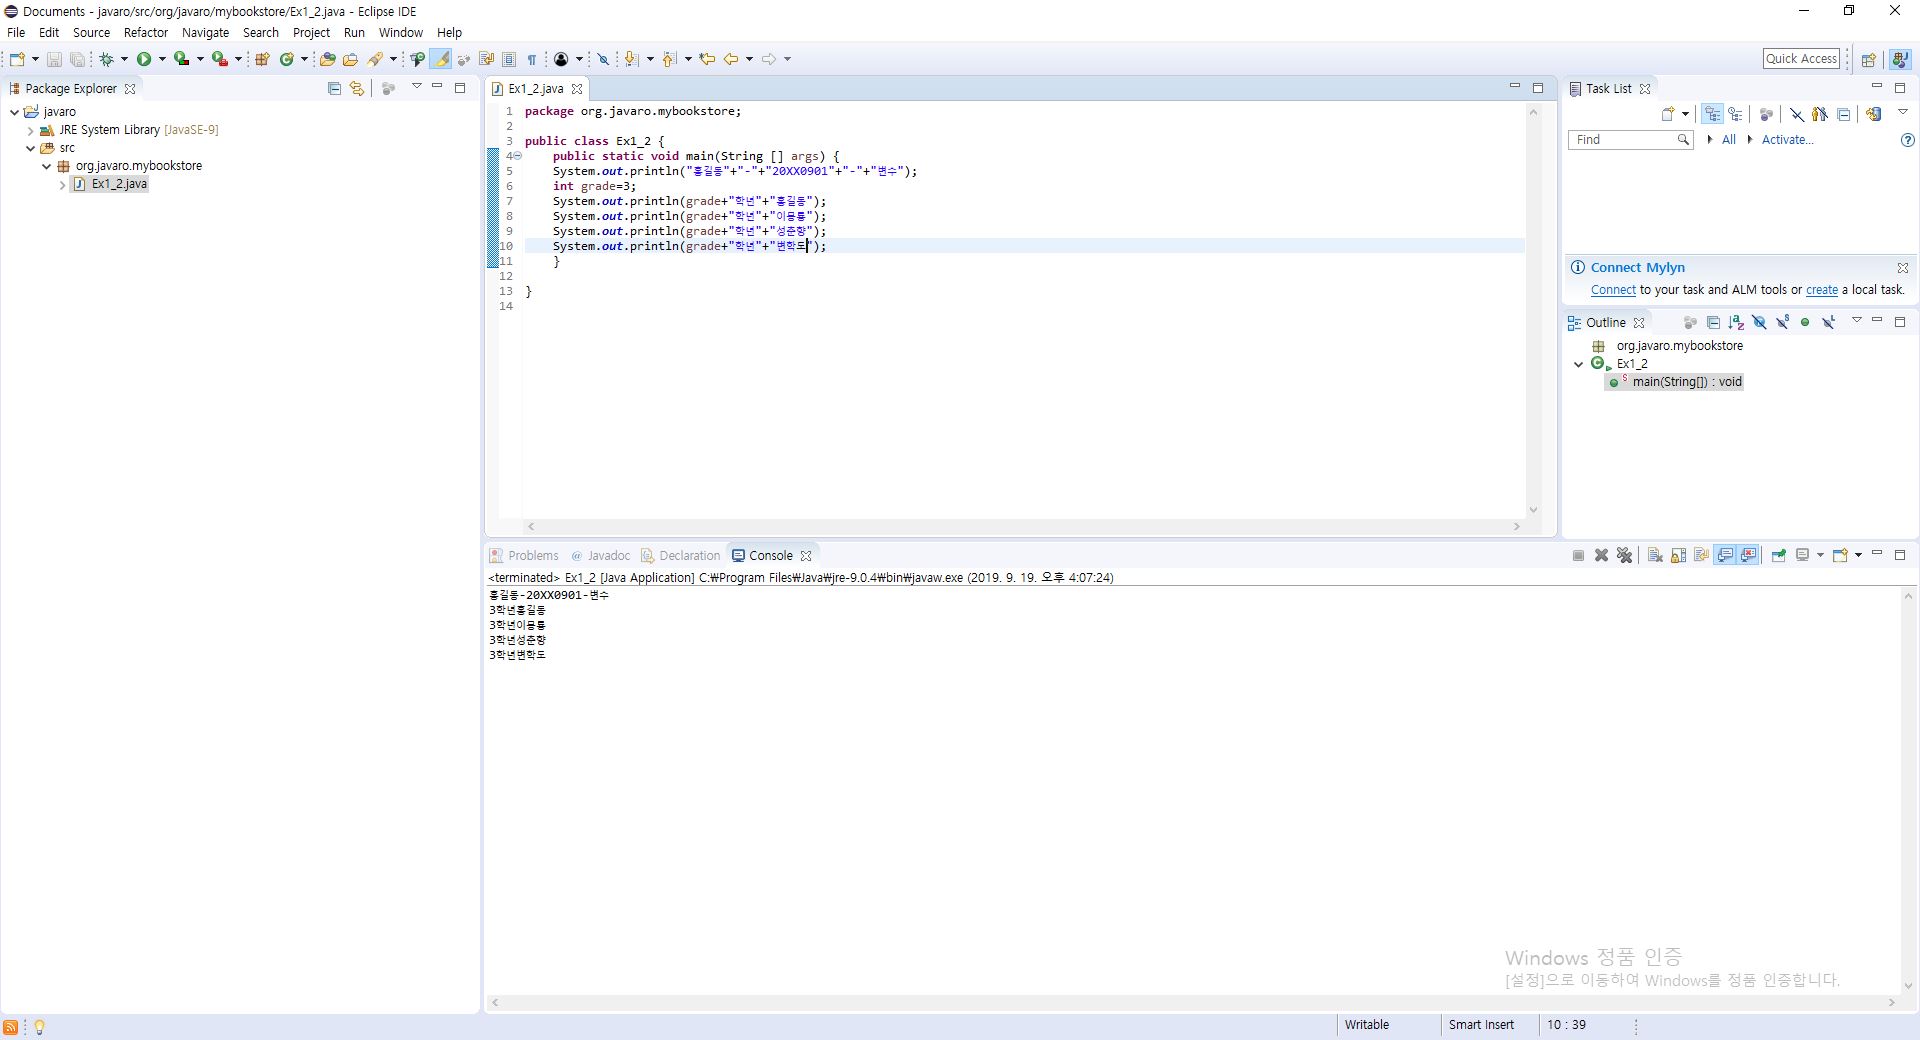 Documents - javaro/src/org/javaro/mybookstore/Ex1_2.java - Eclipse IDE
File Edit Source Refactor Navigate Search Project Run Window Help
Quick Access
Package Explorer
javaro
JRE System Library [JavaSE-9]
src
org.javaro.mybookstore
Ex1_2.java
Ex1_2.java
1 package org.javaro.mybookstore;
2
3 public class Ex1_2 {
4 public static void main(String [] args) {
5 System.out.println("홍길동"+"-"+"20XX0901"+"-"+"변수");
6 int grade=3;
7 System.out.println(grade+"학년"+"홍길동");
8 System.out.println(grade+"학년"+"이몽룡");
9 System.out.println(grade+"학년"+"성춘향");
10 System.out.println(grade+"학년"+"변학도");
11 }
12
13 }
14
Task List
Find All Activate...
Connect Mylyn
Connect to your task and ALM tools or create a local task.
Outline
org.javaro.mybookstore
Ex1_2
main(String[]) : void
Problems Javadoc Declaration Console
<terminated> Ex1_2 [Java Application] C:₩Program Files₩Java₩jre-9.0.4₩bin₩javaw.exe (2019. 9. 19. 오후 4:07:24)
홍길동-20XX0901-변수
3학년홍길동
3학년이몽룡
3학년성춘향
3학년변학도
Windows 정품 인증
[설정]으로 이동하여 Windows를 정품 인증합니다.
Writable Smart Insert 10 : 39